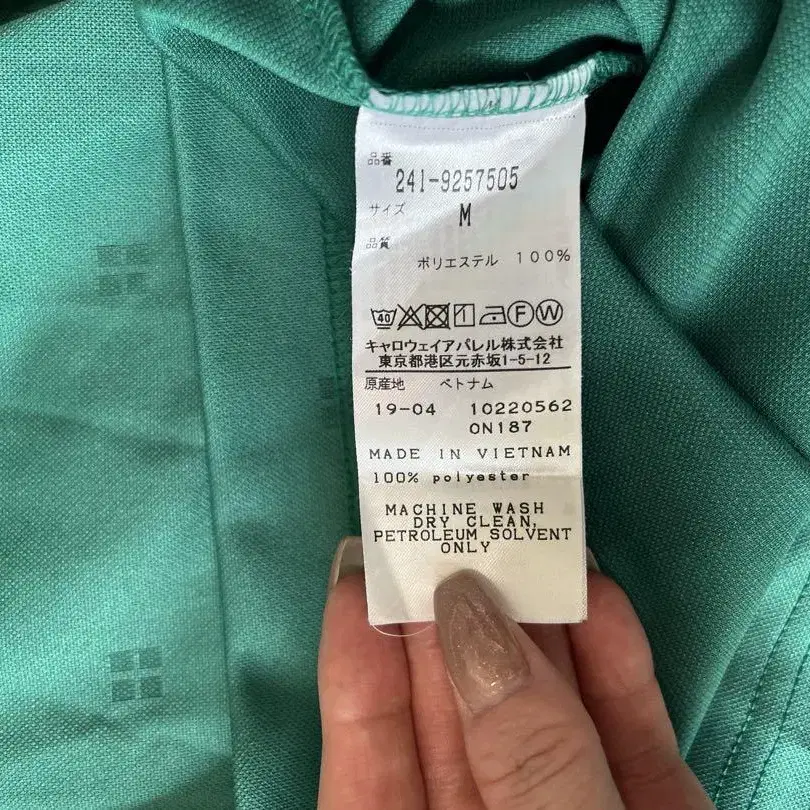 品番
241-9257505
サイズ M
品質
ポリエステル 100%
40 F W
キャロウェイアパレル株式会社
東京都港区元赤坂1-5-12
原産地 ベトナム
19-04 10220562
0N187
MADE IN VIETNAM
100% polyester
MACHINE WASH
DRY CLEAN,
PETROLEUM SOLVENT
ONLY